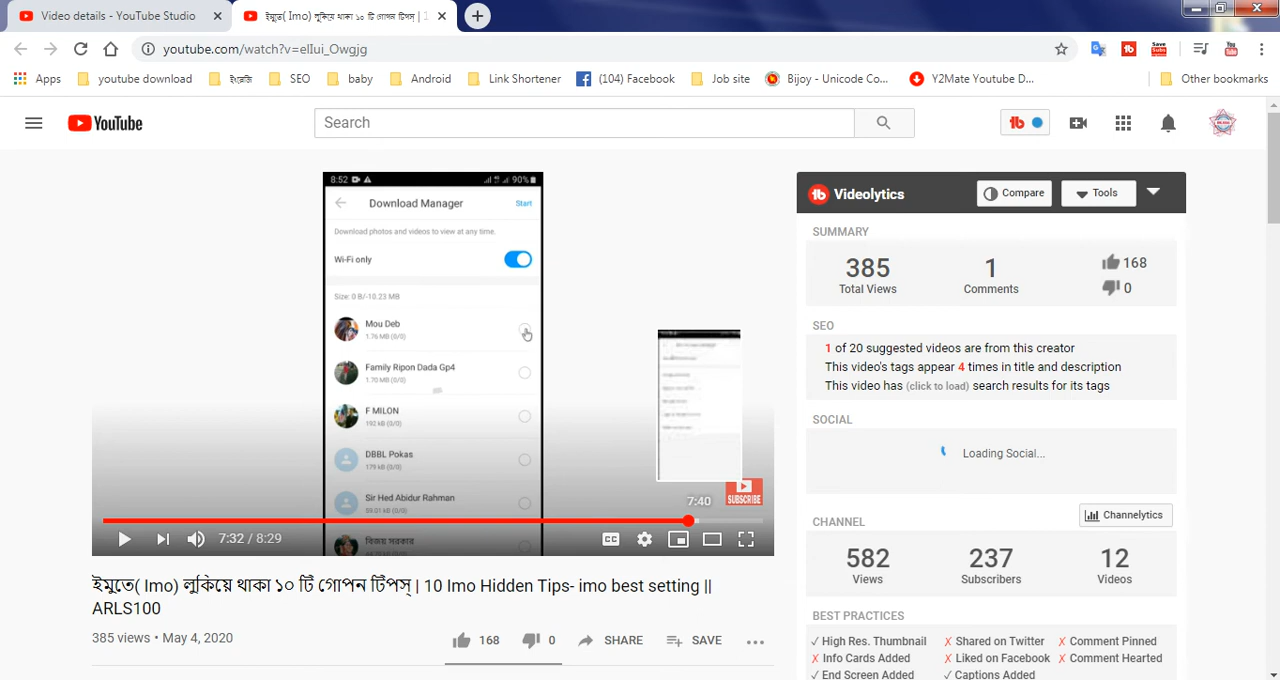 Video details - YouTube Studio
ইমুতে( Imo) লুকিয়ে থাকা ১০ টি গোপন টিপস্ | 1
youtube.com/watch?v=elIui_Owgjg
Apps
youtube download
ইংরেজি
SEO
baby
Android
Link Shortener
(104) Facebook
Job site
Bijoy - Unicode Co...
Y2Mate Youtube D...
Other bookmarks
YouTube
Search
8:52
90%
Download Manager
Start
Download photos and videos to view at any time.
Wi-Fi only
Size: 0 B/-10.23 MB
Mou Deb
1.76 MB (0/0)
Family Ripon Dada Gp4
1.70 MB (0/0)
F MILON
192 kB (0/0)
DBBL Pokas
179 kB (0/0)
Sir Hed Abidur Rahman
59.01 kB (0/0)
বিজয় সরকার
SUBSCRIBE
7:40
7:32 / 8:29
ইমুতে( Imo) লুকিয়ে থাকা ১০ টি গোপন টিপস্ | 10 Imo Hidden Tips- imo best setting ||
ARLS100
385 views • May 4, 2020
168
0
SHARE
SAVE
Videolytics
Compare
Tools
SUMMARY
385
Total Views
1
Comments
168
0
SEO
1 of 20 suggested videos are from this creator
This video's tags appear 4 times in title and description
This video has (click to load) search results for its tags
SOCIAL
Loading Social...
CHANNEL
Channelytics
582
Views
237
Subscribers
12
Videos
BEST PRACTICES
✓ High Res. Thumbnail
✗ Shared on Twitter
✗ Comment Pinned
✗ Info Cards Added
✗ Liked on Facebook
✗ Comment Hearted
✓ End Screen Added
✓ Captions Added